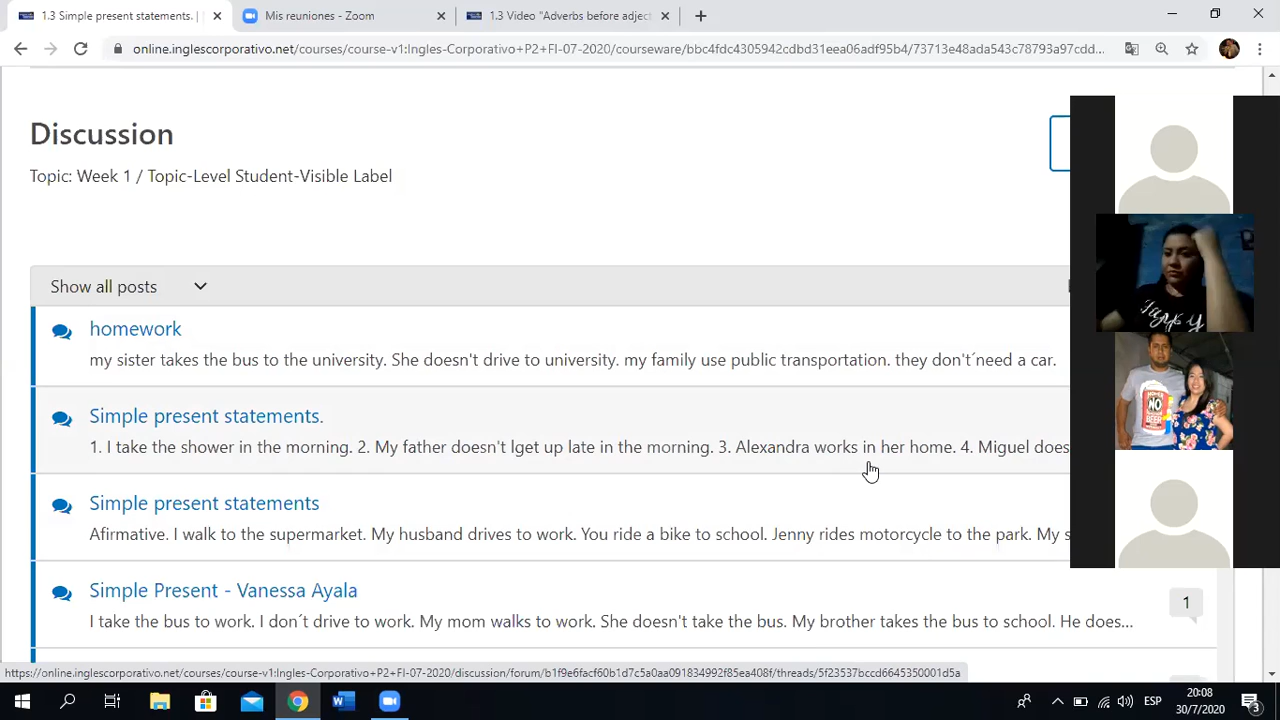 1.3 Simple present statements. |
Mis reuniones - Zoom
1.3 Video "Adverbs before adject
online.inglescorporativo.net/courses/course-v1:Ingles-Corporativo+P2+FI-07-2020/courseware/bbc4fdc4305942cdbd31eea06adf95b4/73713e48ada543c78793a97cdd...
Discussion
Topic: Week 1 / Topic-Level Student-Visible Label
Show all posts
homework
my sister takes the bus to the university. She doesn't drive to university. my family use public transportation. they don't´need a car.
Simple present statements.
1. I take the shower in the morning. 2. My father doesn't lget up late in the morning. 3. Alexandra works in her home. 4. Miguel does
Simple present statements
Afirmative. I walk to the supermarket. My husband drives to work. You ride a bike to school. Jenny rides motorcycle to the park. My s
Simple Present - Vanessa Ayala
1
I take the bus to work. I don´t drive to work. My mom walks to work. She doesn't take the bus. My brother takes the bus to school. He does...
https://online.inglescorporativo.net/courses/course-v1:Ingles-Corporativo+P2+FI-07-2020/discussion/forum/b1f9e6facf60b1d7c5a0aa091834992f85ea408f/threads/5f23537bccd6645350001d5a
ESP
20:08
30/7/2020
3